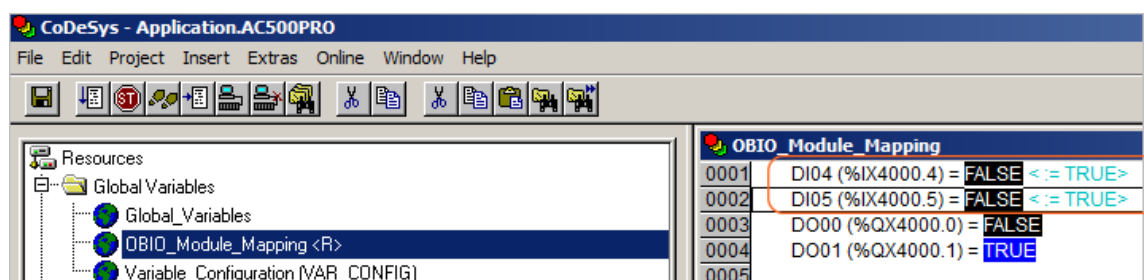 CoDeSys - Application.AC500PRO
File Edit Project Insert Extras Online Window Help
ST
Resources
Global Variables
Global_Variables
OBIO_Module_Mapping <R>
Variable_Configuration (VAR_CONFIG)
OBIO_Module_Mapping
0001 DI04 (%IX4000.4) = FALSE < := TRUE>
0002 DI05 (%IX4000.5) = FALSE < := TRUE>
0003 DO00 (%QX4000.0) = FALSE
0004 DO01 (%QX4000.1) = TRUE
0005